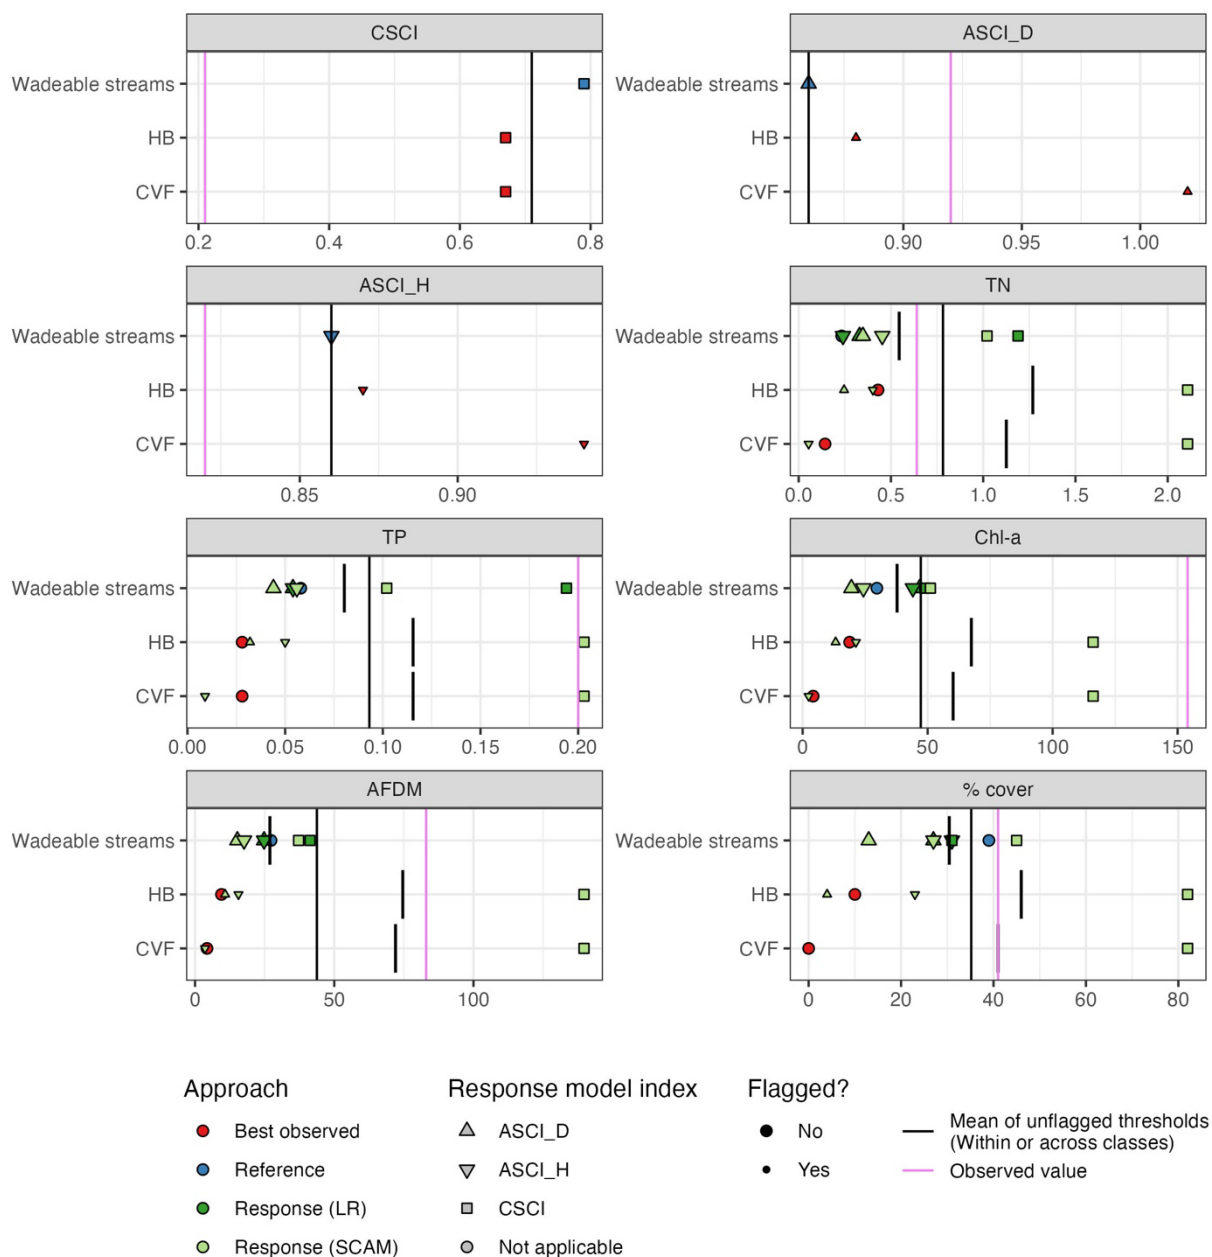 CSCI
Wadeable streams
HB
CVF
0.2 0.4 0.6 0.8
ASCI_D
Wadeable streams
HB
CVF
0.90 0.95 1.00
ASCI_H
Wadeable streams
HB
CVF
0.85 0.90
TN
Wadeable streams
HB
CVF
0.0 0.5 1.0 1.5 2.0
TP
Wadeable streams
HB
CVF
0.00 0.05 0.10 0.15 0.20
Chl-a
Wadeable streams
HB
CVF
0 50 100 150
AFDM
Wadeable streams
HB
CVF
0 50 100
% cover
Wadeable streams
HB
CVF
0 20 40 60 80
Approach
Best observed
Reference
Response (LR)
Response (SCAM)
Response model index
ASCI_D
ASCI_H
CSCI
Not applicable
Flagged?
No
Yes
Mean of unflagged thresholds
(Within or across classes)
Observed value